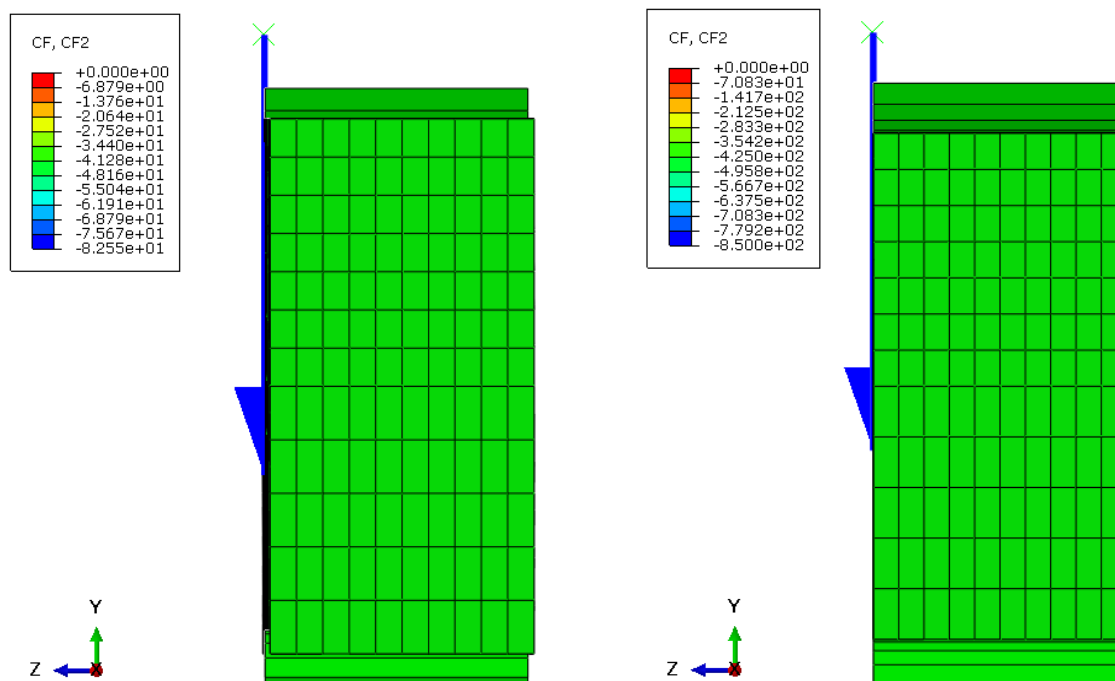 CF, CF2
+0.000e+00
-6.879e+00
-1.376e+01
-2.064e+01
-2.752e+01
-3.440e+01
-4.128e+01
-4.816e+01
-5.504e+01
-6.191e+01
-6.879e+01
-7.567e+01
-8.255e+01
Y
Z
X
CF, CF2
+0.000e+00
-7.083e+01
-1.417e+02
-2.125e+02
-2.833e+02
-3.542e+02
-4.250e+02
-4.958e+02
-5.667e+02
-6.375e+02
-7.083e+02
-7.792e+02
-8.500e+02
Y
Z
X